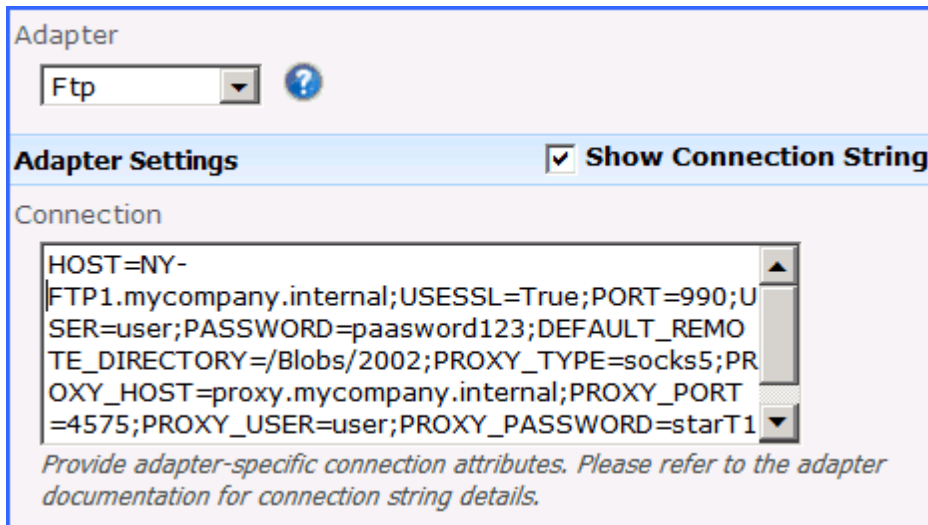 Adapter
Ftp
?
Adapter Settings
Show Connection String
Connection
HOST=NY-
FTP1.mycompany.internal;USESSL=True;PORT=990;U
SER=user;PASSWORD=paasword123;DEFAULT_REMO
TE_DIRECTORY=/Blobs/2002;PROXY_TYPE=socks5;PR
OXY_HOST=proxy.mycompany.internal;PROXY_PORT
=4575;PROXY_USER=user;PROXY_PASSWORD=starT1
Provide adapter-specific connection attributes. Please refer to the adapter
documentation for connection string details.